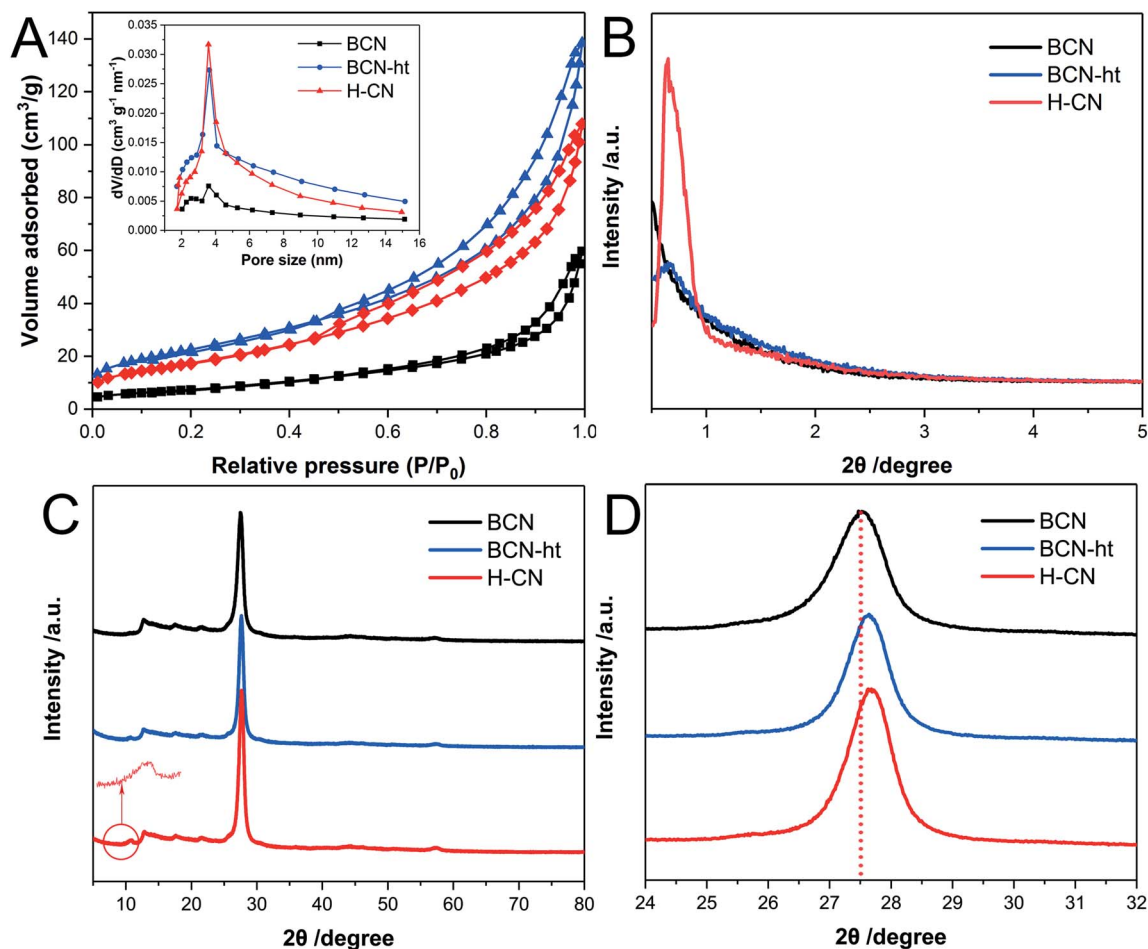 A
Volume adsorbed (cm³/g)
140
120
100
80
60
40
20
0
0.0 0.2 0.4 0.6 0.8 1.0
Relative pressure (P/P₀)
dV/dD (cm³ g⁻¹ nm⁻¹)
0.035
0.030
0.025
0.020
0.015
0.010
0.005
0.000
2 4 6 8 10 12 14 16
Pore size (nm)
BCN
BCN-ht
H-CN
B
Intensity /a.u.
BCN
BCN-ht
H-CN
1 2 3 4 5
2θ /degree
C
Intensity /a.u.
BCN
BCN-ht
H-CN
10 20 30 40 50 60 70 80
2θ /degree
D
Intensity /a.u.
BCN
BCN-ht
H-CN
24 25 26 27 28 29 30 31 32
2θ /degree